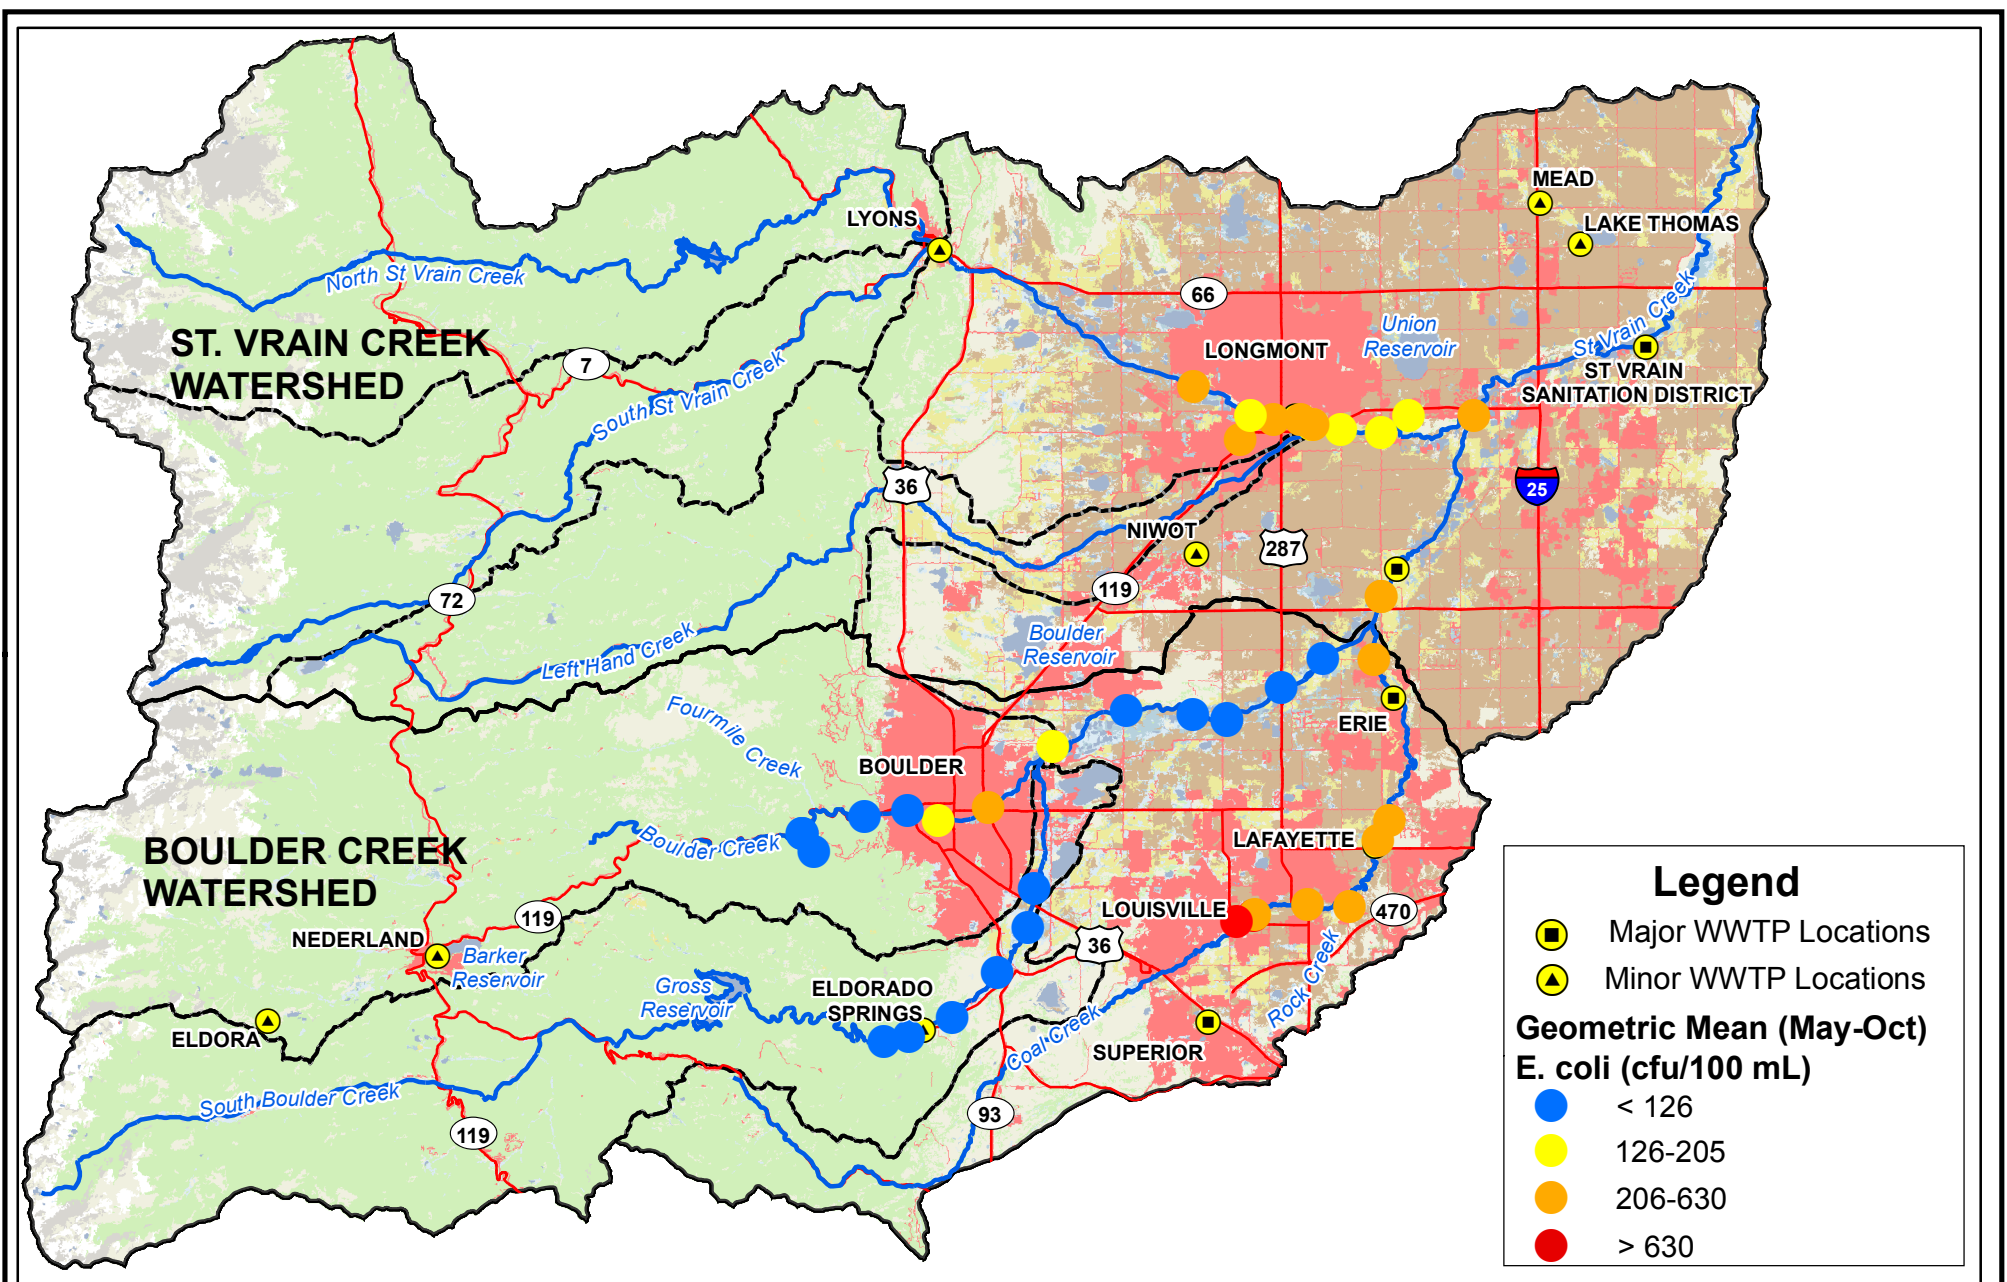 MEAD
LAKE THOMAS
LYONS
North St Vrain Creek
66
ST. VRAIN CREEK
WATERSHED
7
South St Vrain Creek
LONGMONT
Union
Reservoir
St Vrain Creek
ST VRAIN
SANITATION DISTRICT
36
25
NIWOT
287
119
72
Left Hand Creek
Boulder
Reservoir
Fourmile
Creek
ERIE
BOULDER
BOULDER CREEK
WATERSHED
Boulder Creek
LAFAYETTE
119
LOUISVILLE
470
NEDERLAND
Barker
Reservoir
36
Gross
Reservoir
ELDORADO
SPRINGS
Rock Creek
ELDORA
Coal Creek
SUPERIOR
South Boulder Creek
119
93
Legend
Major WWTP Locations
Minor WWTP Locations
Geometric Mean (May-Oct)
E. coli (cfu/100 mL)
< 126
126-205
206-630
> 630